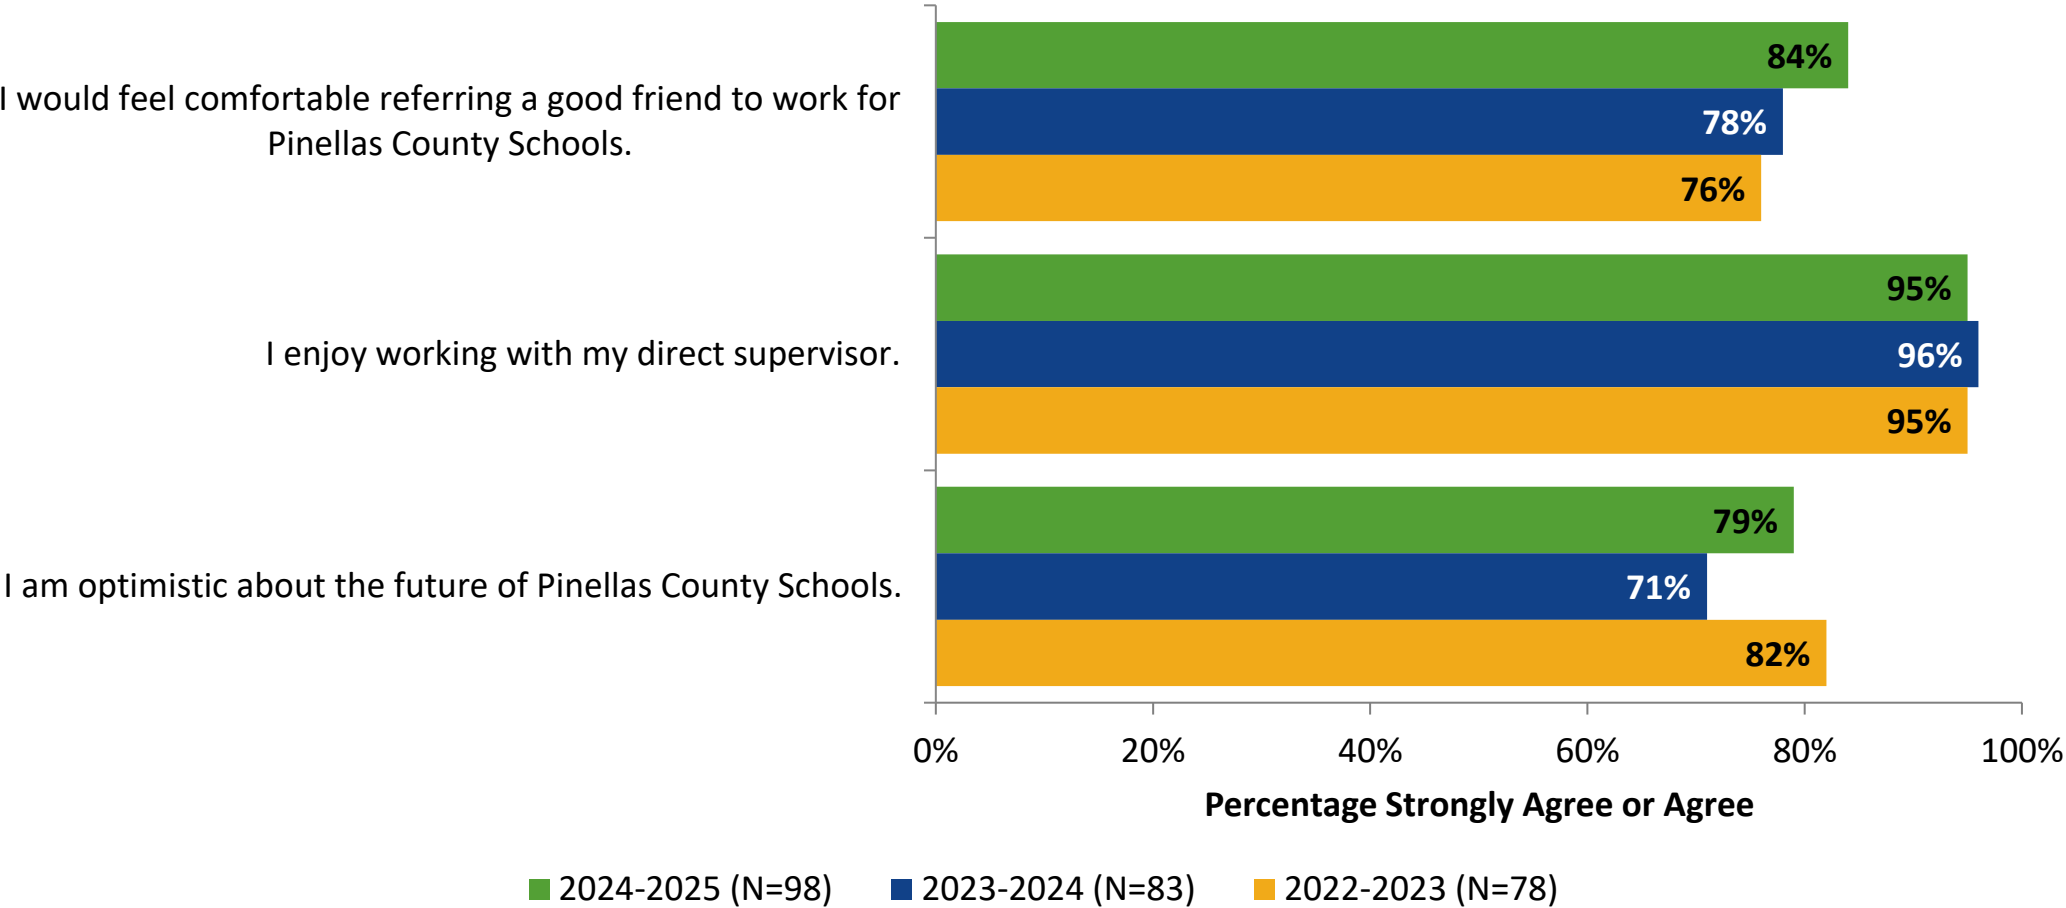 84%
I would feel comfortable referring a good friend to work for
Pinellas County Schools.
78%
76%
95%
I enjoy working with my direct supervisor.
96%
95%
79%
I am optimistic about the future of Pinellas County Schools.
71%
82%
0% 20% 40% 60% 80% 100%
Percentage Strongly Agree or Agree
2024-2025 (N=98) 2023-2024 (N=83) 2022-2023 (N=78)